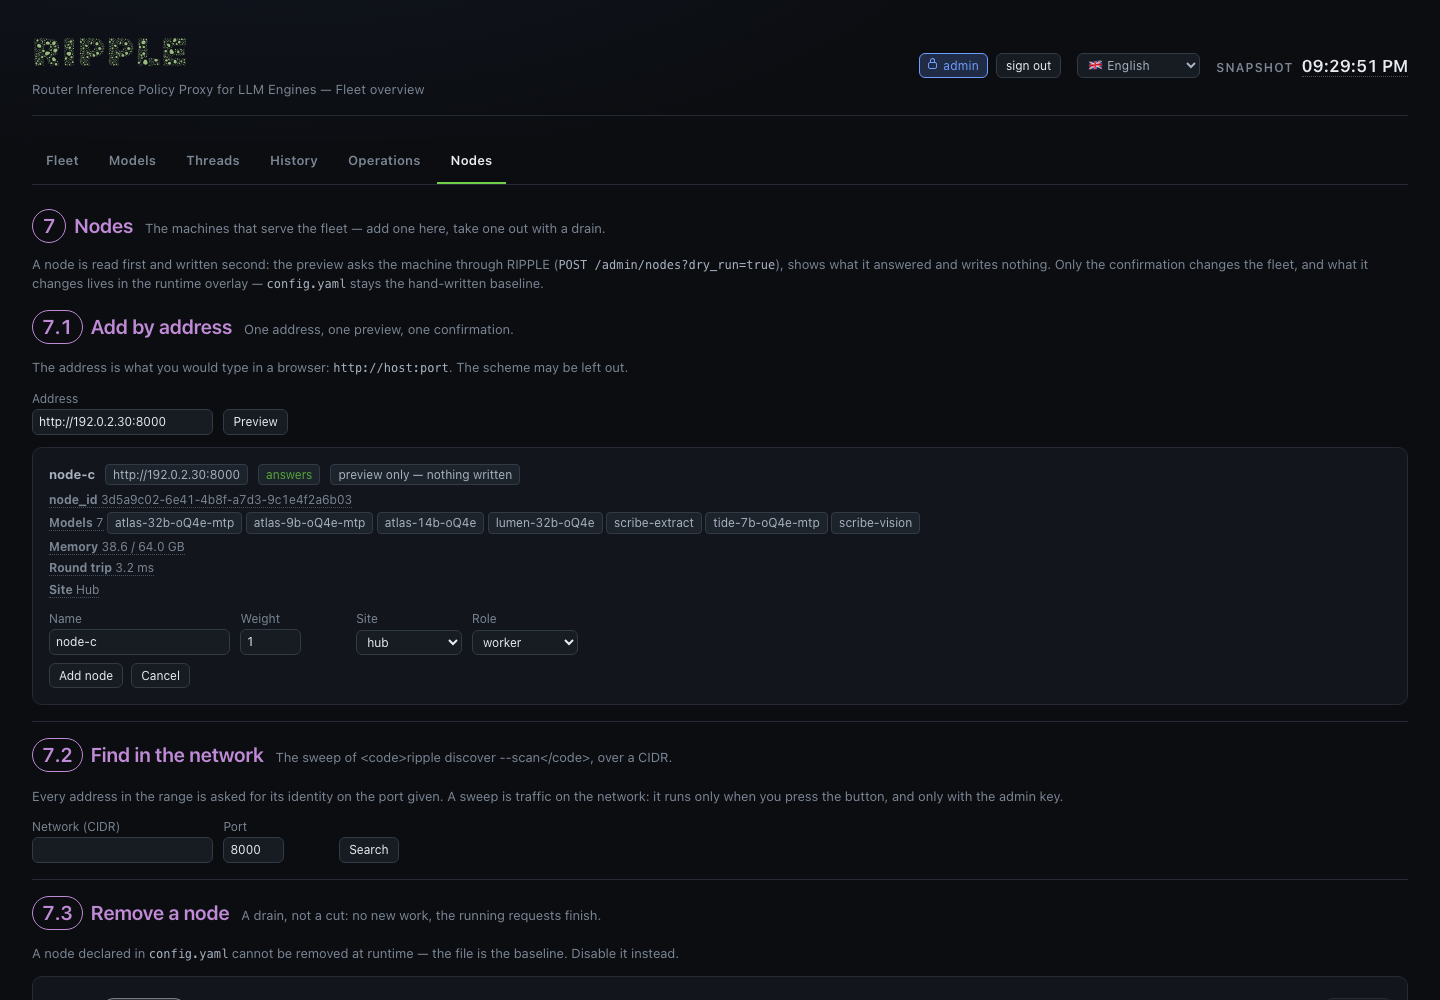 RIPPLE
Router Inference Policy Proxy for LLM Engines — Fleet overview
admin
sign out
🇬🇧 English
SNAPSHOT 09:29:51 PM
Fleet Models Threads History Operations Nodes
7 Nodes The machines that serve the fleet — add one here, take one out with a drain.
A node is read first and written second: the preview asks the machine through RIPPLE (POST /admin/nodes?dry_run=true), shows what it answered and writes nothing. Only the confirmation changes the fleet, and what it
changes lives in the runtime overlay — config.yaml stays the hand-written baseline.
7.1 Add by address One address, one preview, one confirmation.
The address is what you would type in a browser: http://host:port. The scheme may be left out.
Address
http://192.0.2.30:8000 Preview
node-c http://192.0.2.30:8000 answers preview only — nothing written
node_id 3d5a9c02-6e41-4b8f-a7d3-9c1e4f2a6b03
Models 7 atlas-32b-oQ4e-mtp atlas-9b-oQ4e-mtp atlas-14b-oQ4e lumen-32b-oQ4e scribe-extract tide-7b-oQ4e-mtp scribe-vision
Memory 38.6 / 64.0 GB
Round trip 3.2 ms
Site Hub
Name Weight Site Role
node-c 1 hub worker
Add node Cancel
7.2 Find in the network The sweep of <code>ripple discover --scan</code>, over a CIDR.
Every address in the range is asked for its identity on the port given. A sweep is traffic on the network: it runs only when you press the button, and only with the admin key.
Network (CIDR) Port
8000 Search
7.3 Remove a node A drain, not a cut: no new work, the running requests finish.
A node declared in config.yaml cannot be removed at runtime — the file is the baseline. Disable it instead.